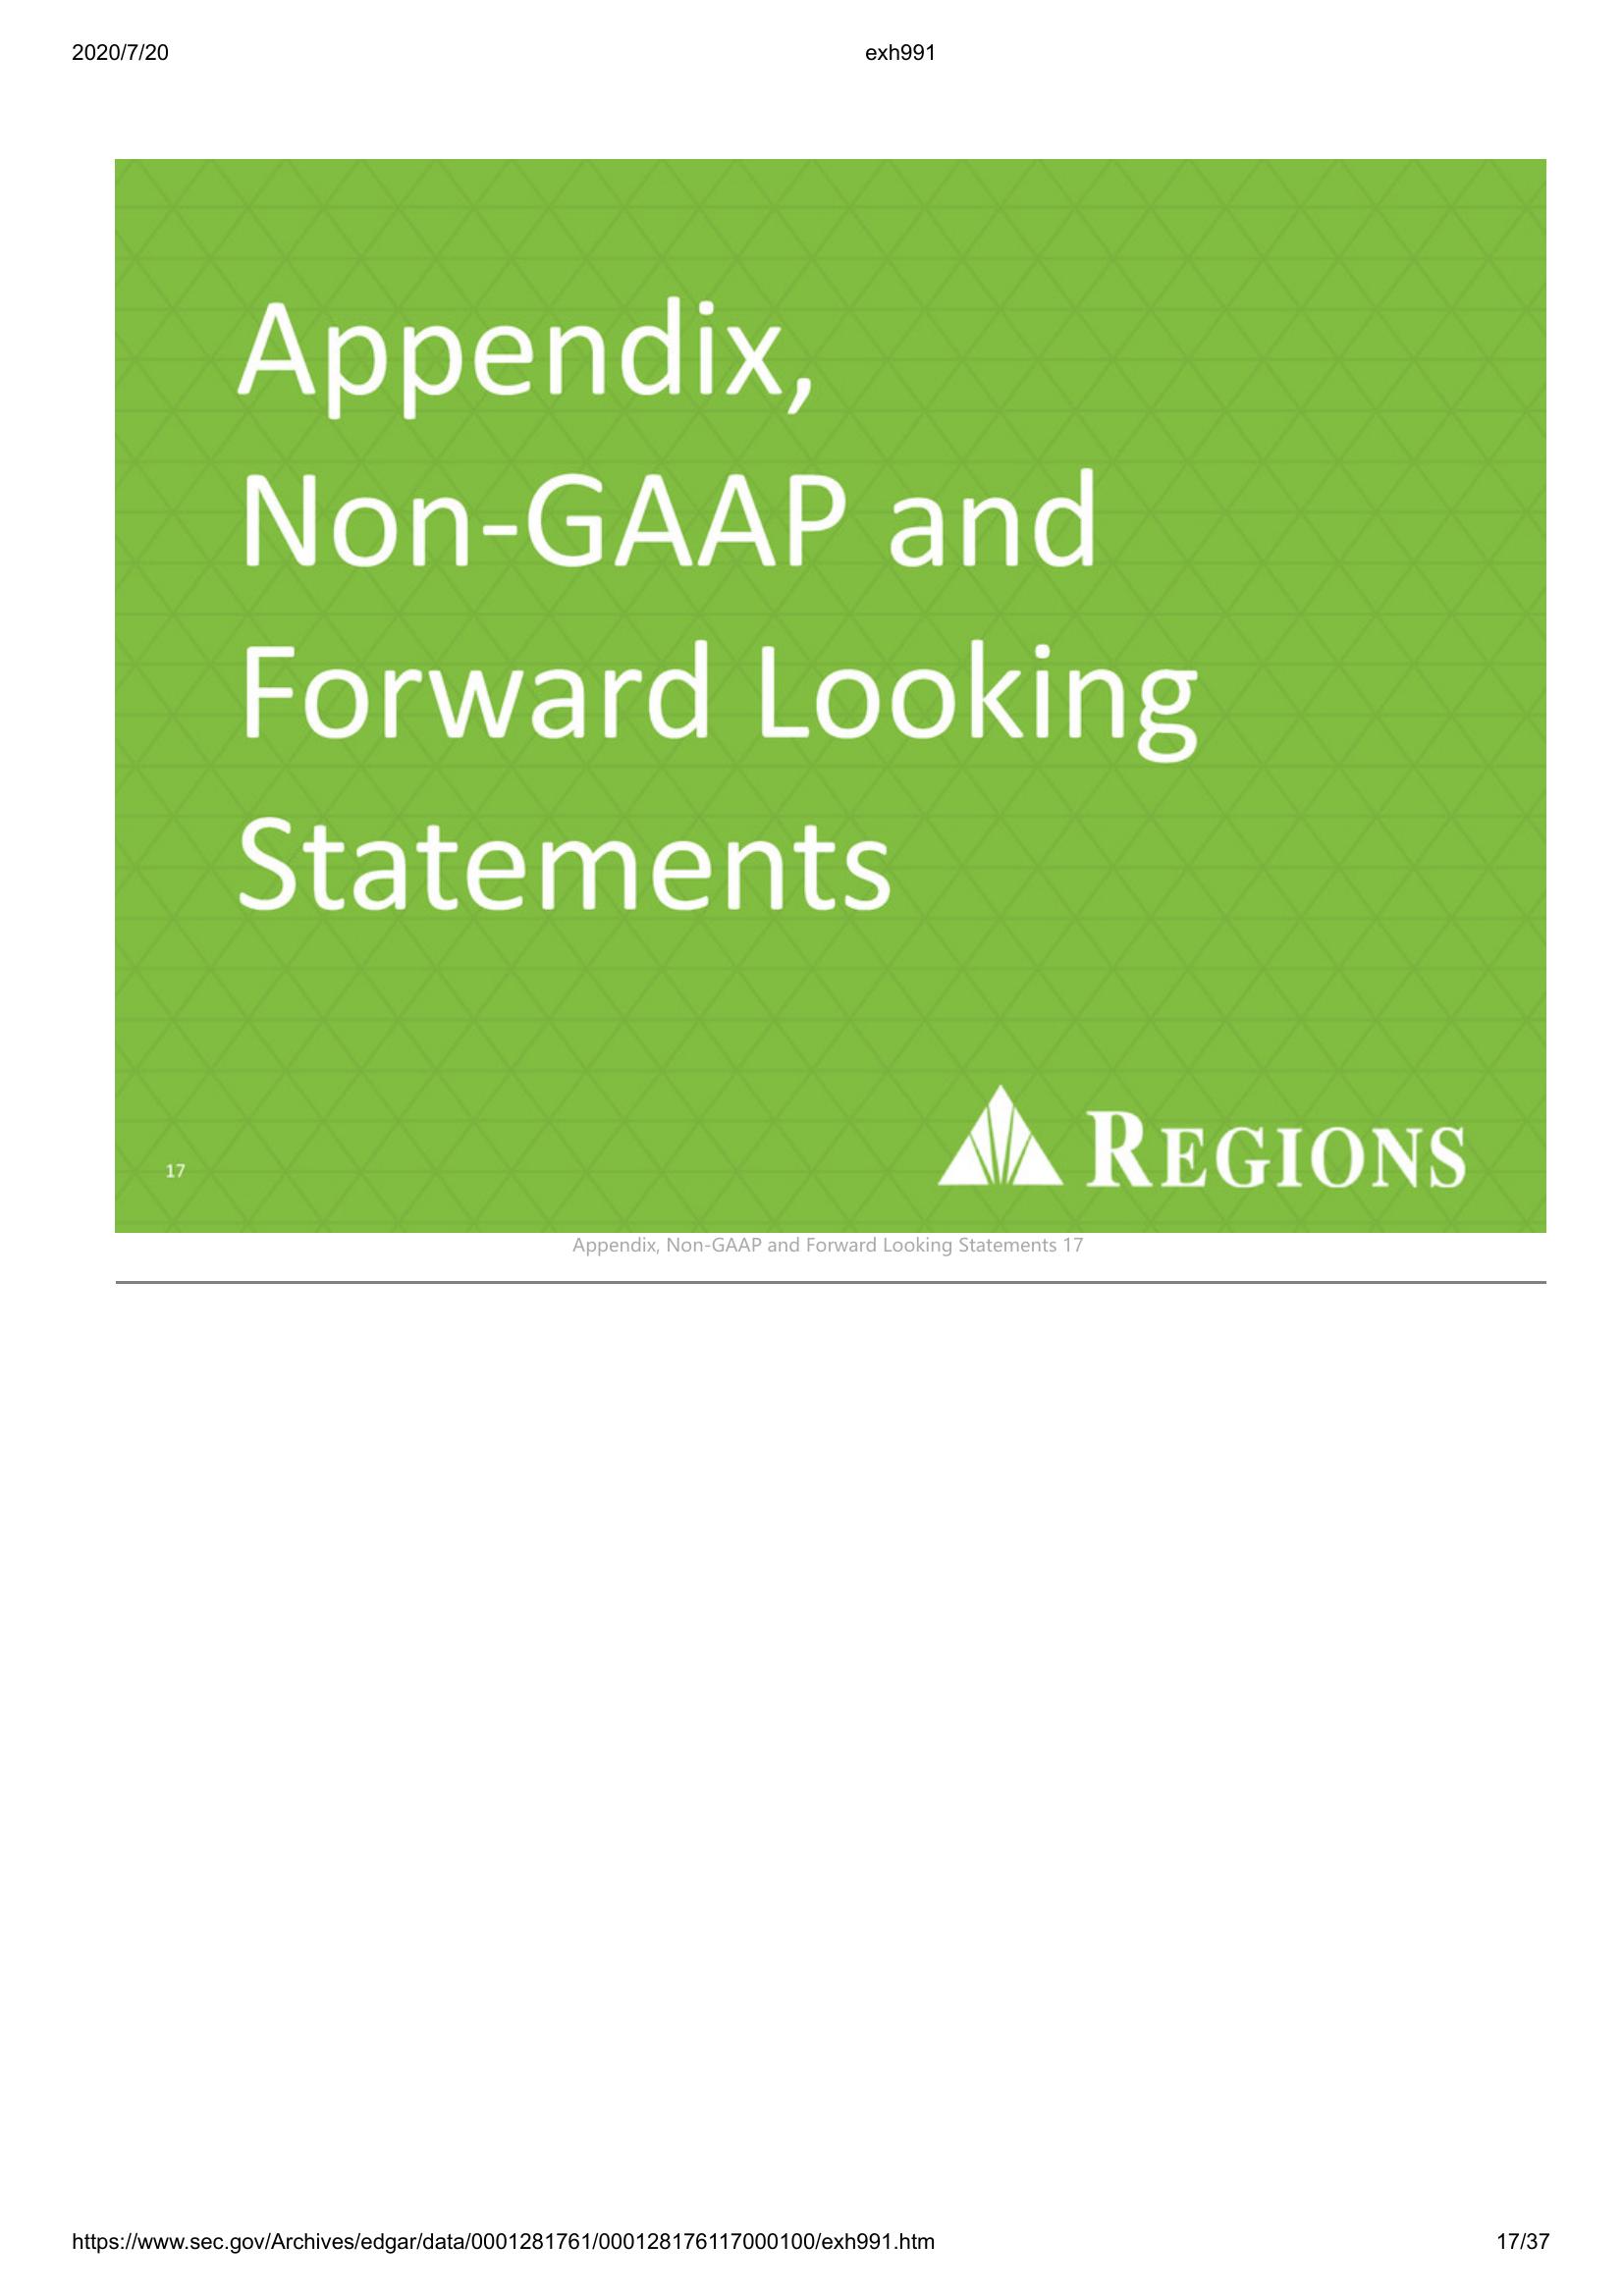 2020/7/20 exh991
Appendix,
Non-GAAP and
Forward Looking
Statements
17
REGIONS
Appendix, Non-GAAP and Forward Looking Statements 17
https://www.sec.gov/Archives/edgar/data/0001281761/000128176117000100/exh991.htm 17/37